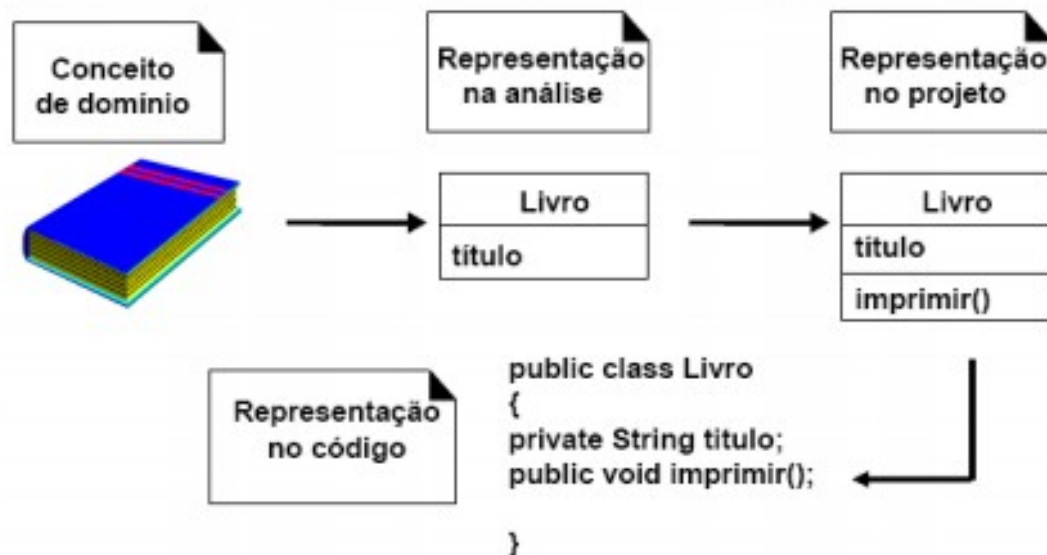 Conceito
de domínio
Representação
na análise
Representação
no projeto
Livro
título
Livro
titulo
imprimir()
Representação
no código
public class Livro
{
private String titulo;
public void imprimir();
}